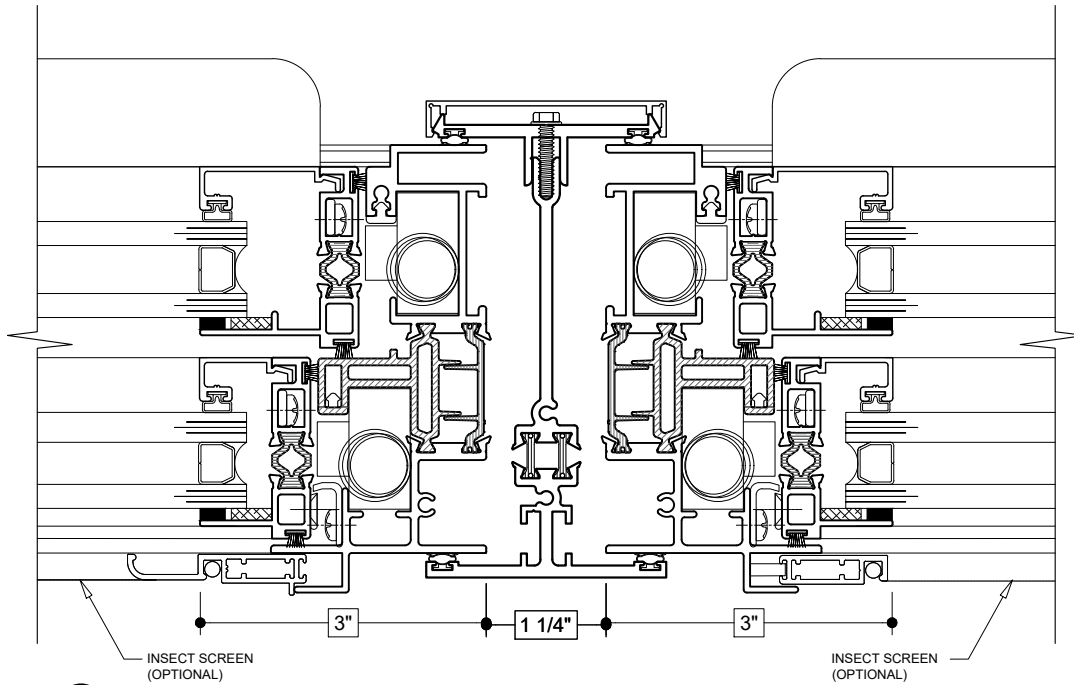 3"
1 1/4"
3"
INSECT SCREEN
(OPTIONAL)
INSECT SCREEN
(OPTIONAL)